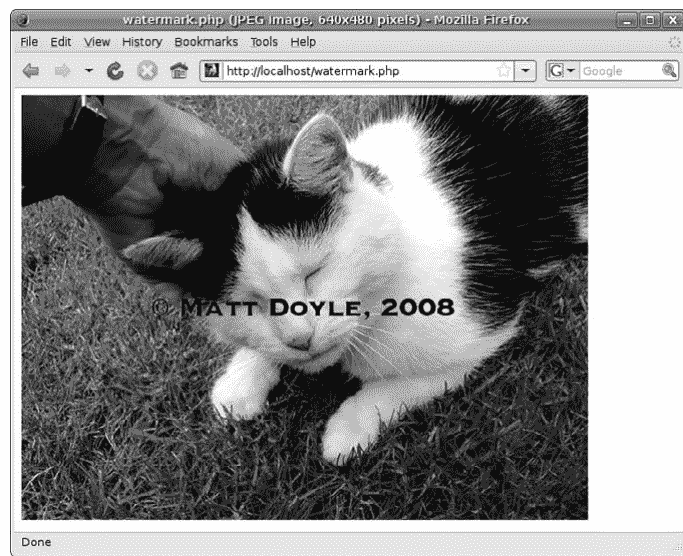 watermark.php (JPEG Image, 640x480 pixels) - Mozilla Firefox
File Edit View History Bookmarks Tools Help
http://localhost/watermark.php
G Google
© MATT DOYLE, 2008
Done